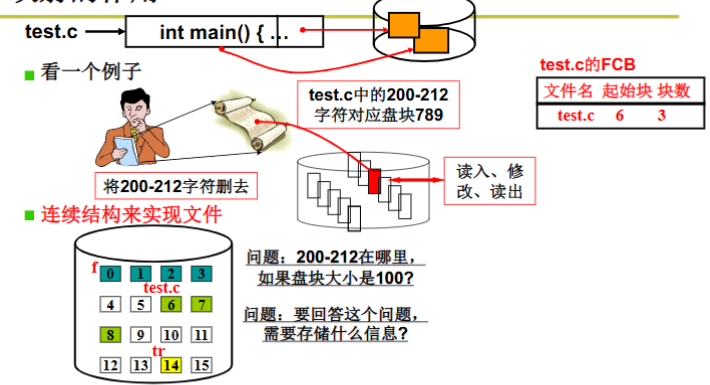 test.c
int main() { …
看一个例子
test.c中的200-212
字符对应盘块789
test.c的FCB
文件名 起始块 块数
test.c 6 3
将200-212字符删去
读入、修
改、读出
连续结构来实现文件
问题：200-212在哪里，
如果盘块大小是100?
问题：要回答这个问题，
需要存储什么信息?
f
0 1 2 3
test.c
4 5 6 7
8 9 10 11
tr
12 13 14 15